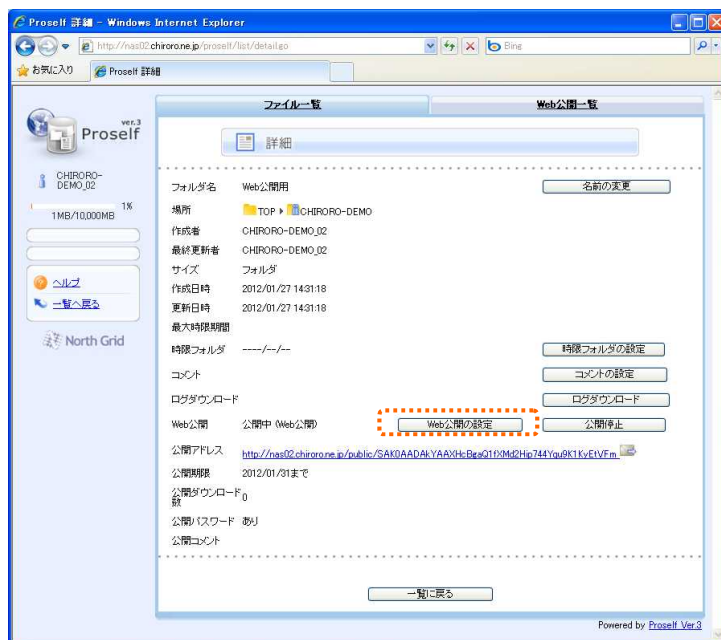 Proself 詳細 - Windows Internet Explorer
http://nas02.chiroro.ne.jp/proself/list/detail.go
Bing
お気に入り
Proself 詳細
ファイル一覧
Web公開一覧
ver.3
Proself
詳細
CHIRORO-
DEMO_02
1%
1MB/10,000MB
ヘルプ
一覧へ戻る
North Grid
フォルダ名 Web公開用 名前の変更
場所 TOP CHIRORO-DEMO
作成者 CHIRORO-DEMO_02
最終更新者 CHIRORO-DEMO_02
サイズ フォルダ
作成日時 2012/01/27 14:31:18
更新日時 2012/01/27 14:31:18
最大時限期間
時限フォルダ ----/--/-- 時限フォルダの設定
コメント コメントの設定
ログダウンロード ログダウンロード
Web公開 公開中 (Web公開) Web公開の設定 公開停止
公開アドレス http://nas02.chiroro.ne.jp/public/SAK0AADAkYAAXHcBgaQ1fXMd2Hip744Yqu9K1KyEtVFm
公開期限 2012/01/31まで
公開ダウンロード
数 0
公開パスワード あり
公開コメント
一覧に戻る
Powered by Proself Ver.3